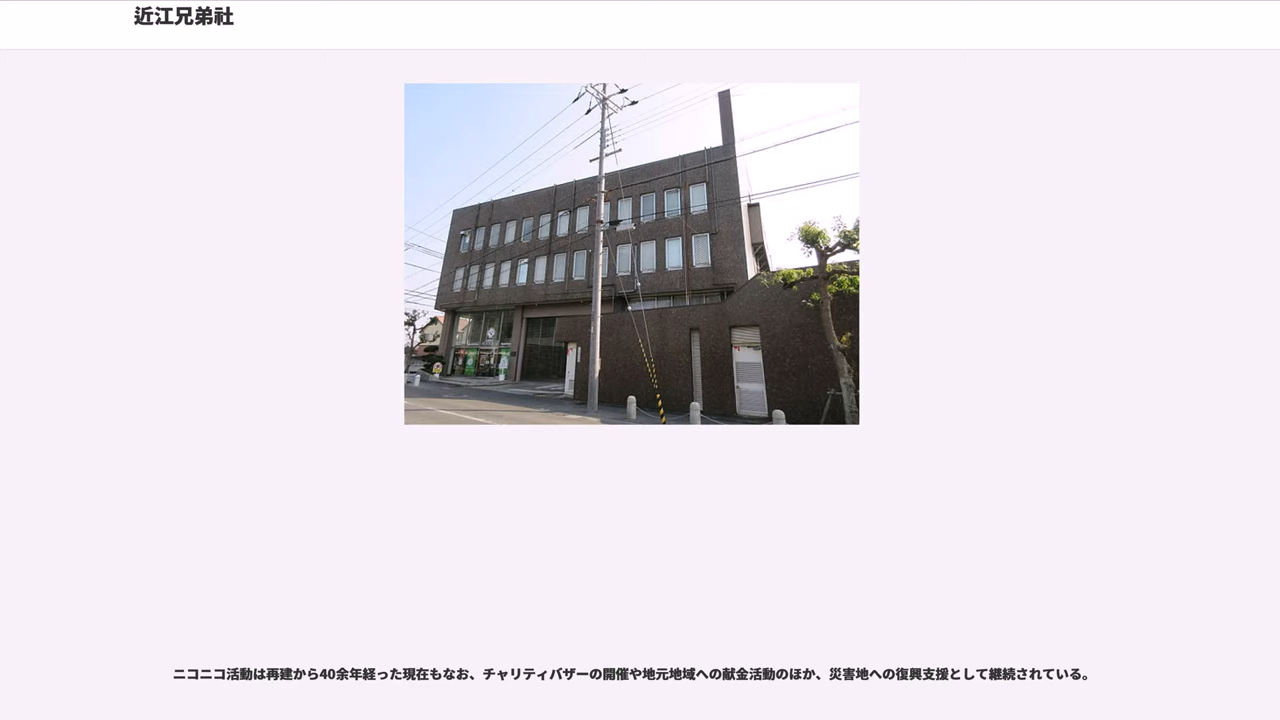 近江兄弟社
ニコニコ活動は再建から40余年経った現在もなお、チャリティバザーの開催や地元地域への献金活動のほか、災害地への復興支援として継続されている。